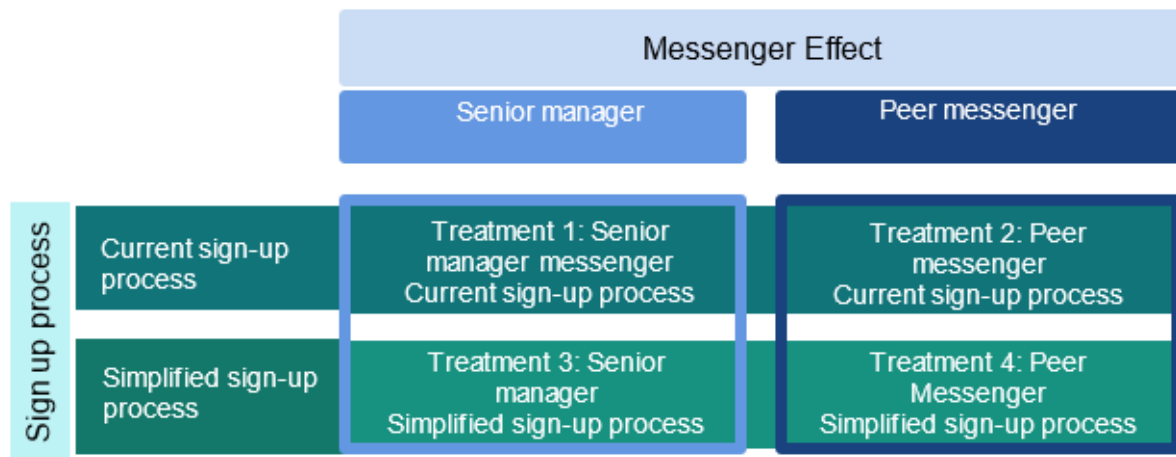 Messenger Effect
Senior manager
Peer messenger
Sign up process
Current sign-up
process
Treatment 1: Senior
manager messenger
Current sign-up process
Treatment 2: Peer
messenger
Current sign-up process
Simplified sign-up
process
Treatment 3: Senior
manager
Simplified sign-up process
Treatment 4: Peer
Messenger
Simplified sign-up process